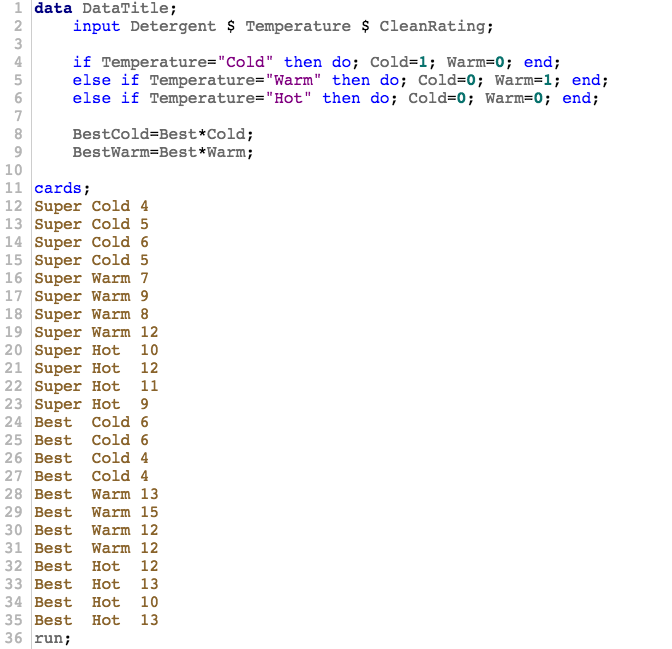 1 data DataTitle;
2 input Detergent $ Temperature $ CleanRating;
3
4 if Temperature="Cold" then do; Cold=1; Warm=0; end;
5 else if Temperature="Warm" then do; Cold=0; Warm=1; end;
6 else if Temperature="Hot" then do; Cold=0; Warm=0; end;
7
8 BestCold=Best*Cold;
9 BestWarm=Best*Warm;
10
11 cards;
12 Super Cold 4
13 Super Cold 5
14 Super Cold 6
15 Super Cold 5
16 Super Warm 7
17 Super Warm 9
18 Super Warm 8
19 Super Warm 12
20 Super Hot 10
21 Super Hot 12
22 Super Hot 11
23 Super Hot 9
24 Best Cold 6
25 Best Cold 6
26 Best Cold 4
27 Best Cold 4
28 Best Warm 13
29 Best Warm 15
30 Best Warm 12
31 Best Warm 12
32 Best Hot 12
33 Best Hot 13
34 Best Hot 10
35 Best Hot 13
36 run;